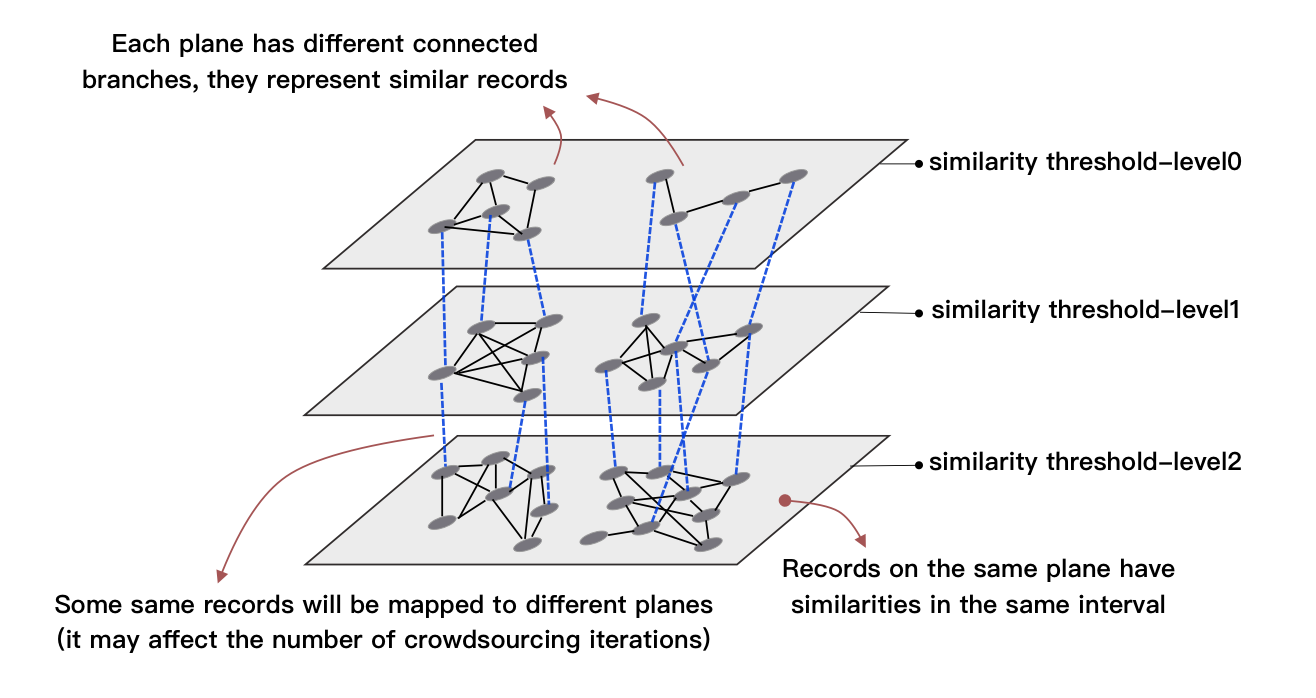 Each plane has different connected
branches, they represent similar records
similarity threshold-level0
similarity threshold-level1
similarity threshold-level2
Records on the same plane have
similarities in the same interval
Some same records will be mapped to different planes
(it may affect the number of crowdsourcing iterations)